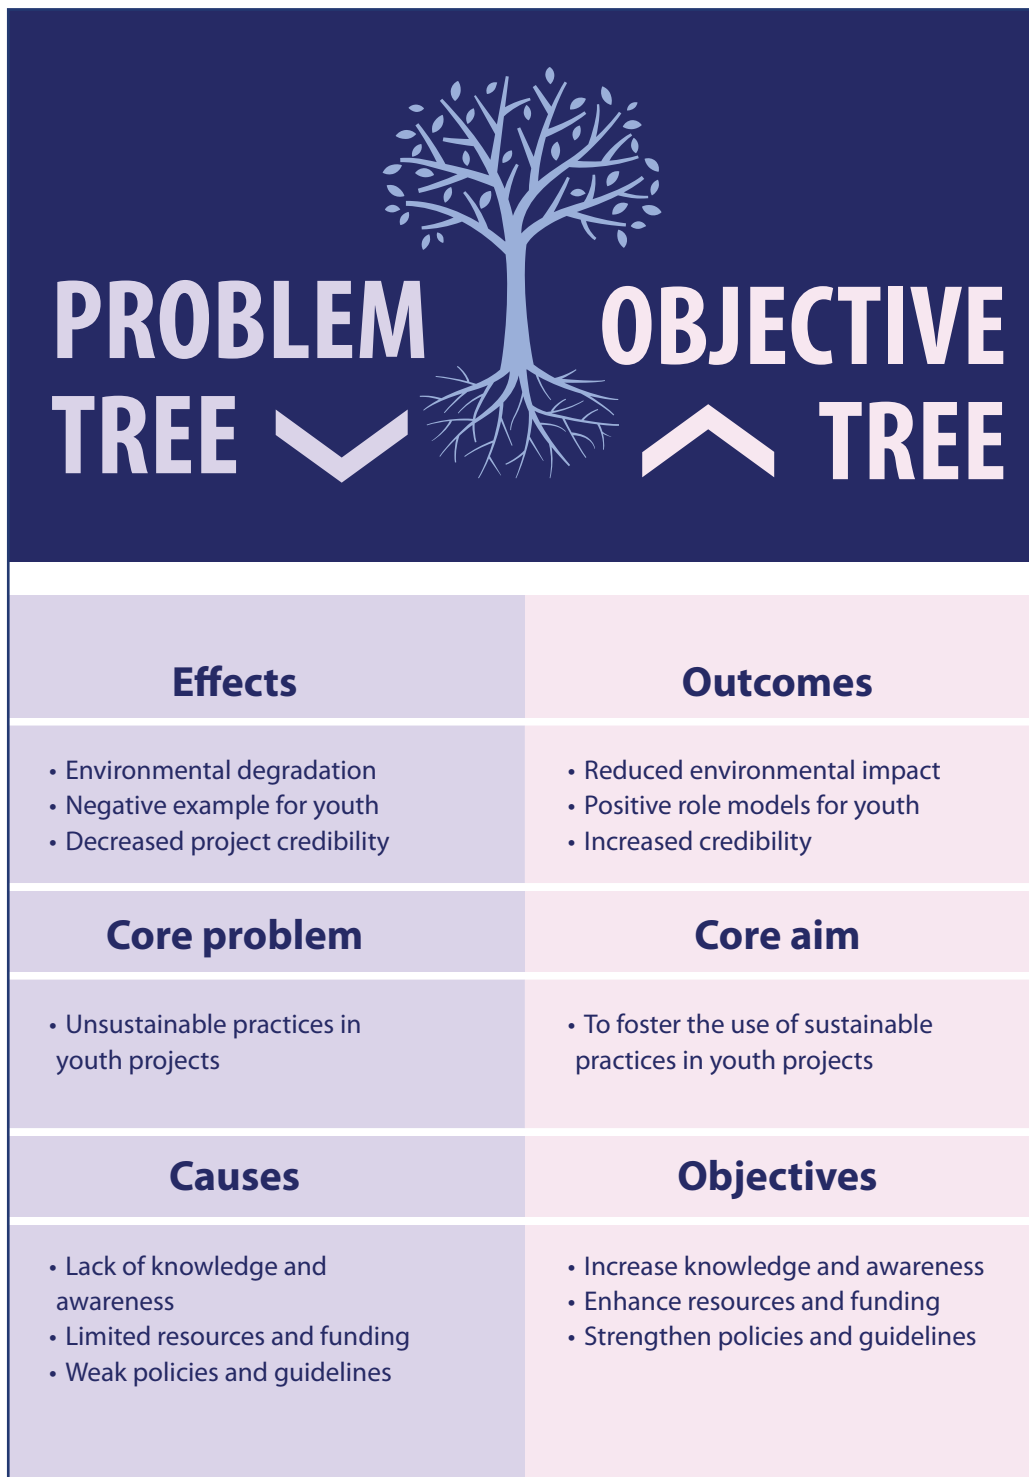 PROBLEM
TREE
OBJECTIVE
TREE
Effects
• Environmental degradation
• Negative example for youth
• Decreased project credibility
Outcomes
• Reduced environmental impact
• Positive role models for youth
• Increased credibility
Core problem
• Unsustainable practices in
youth projects
Core aim
• To foster the use of sustainable
practices in youth projects
Causes
• Lack of knowledge and
awareness
• Limited resources and funding
• Weak policies and guidelines
Objectives
• Increase knowledge and awareness
• Enhance resources and funding
• Strengthen policies and guidelines